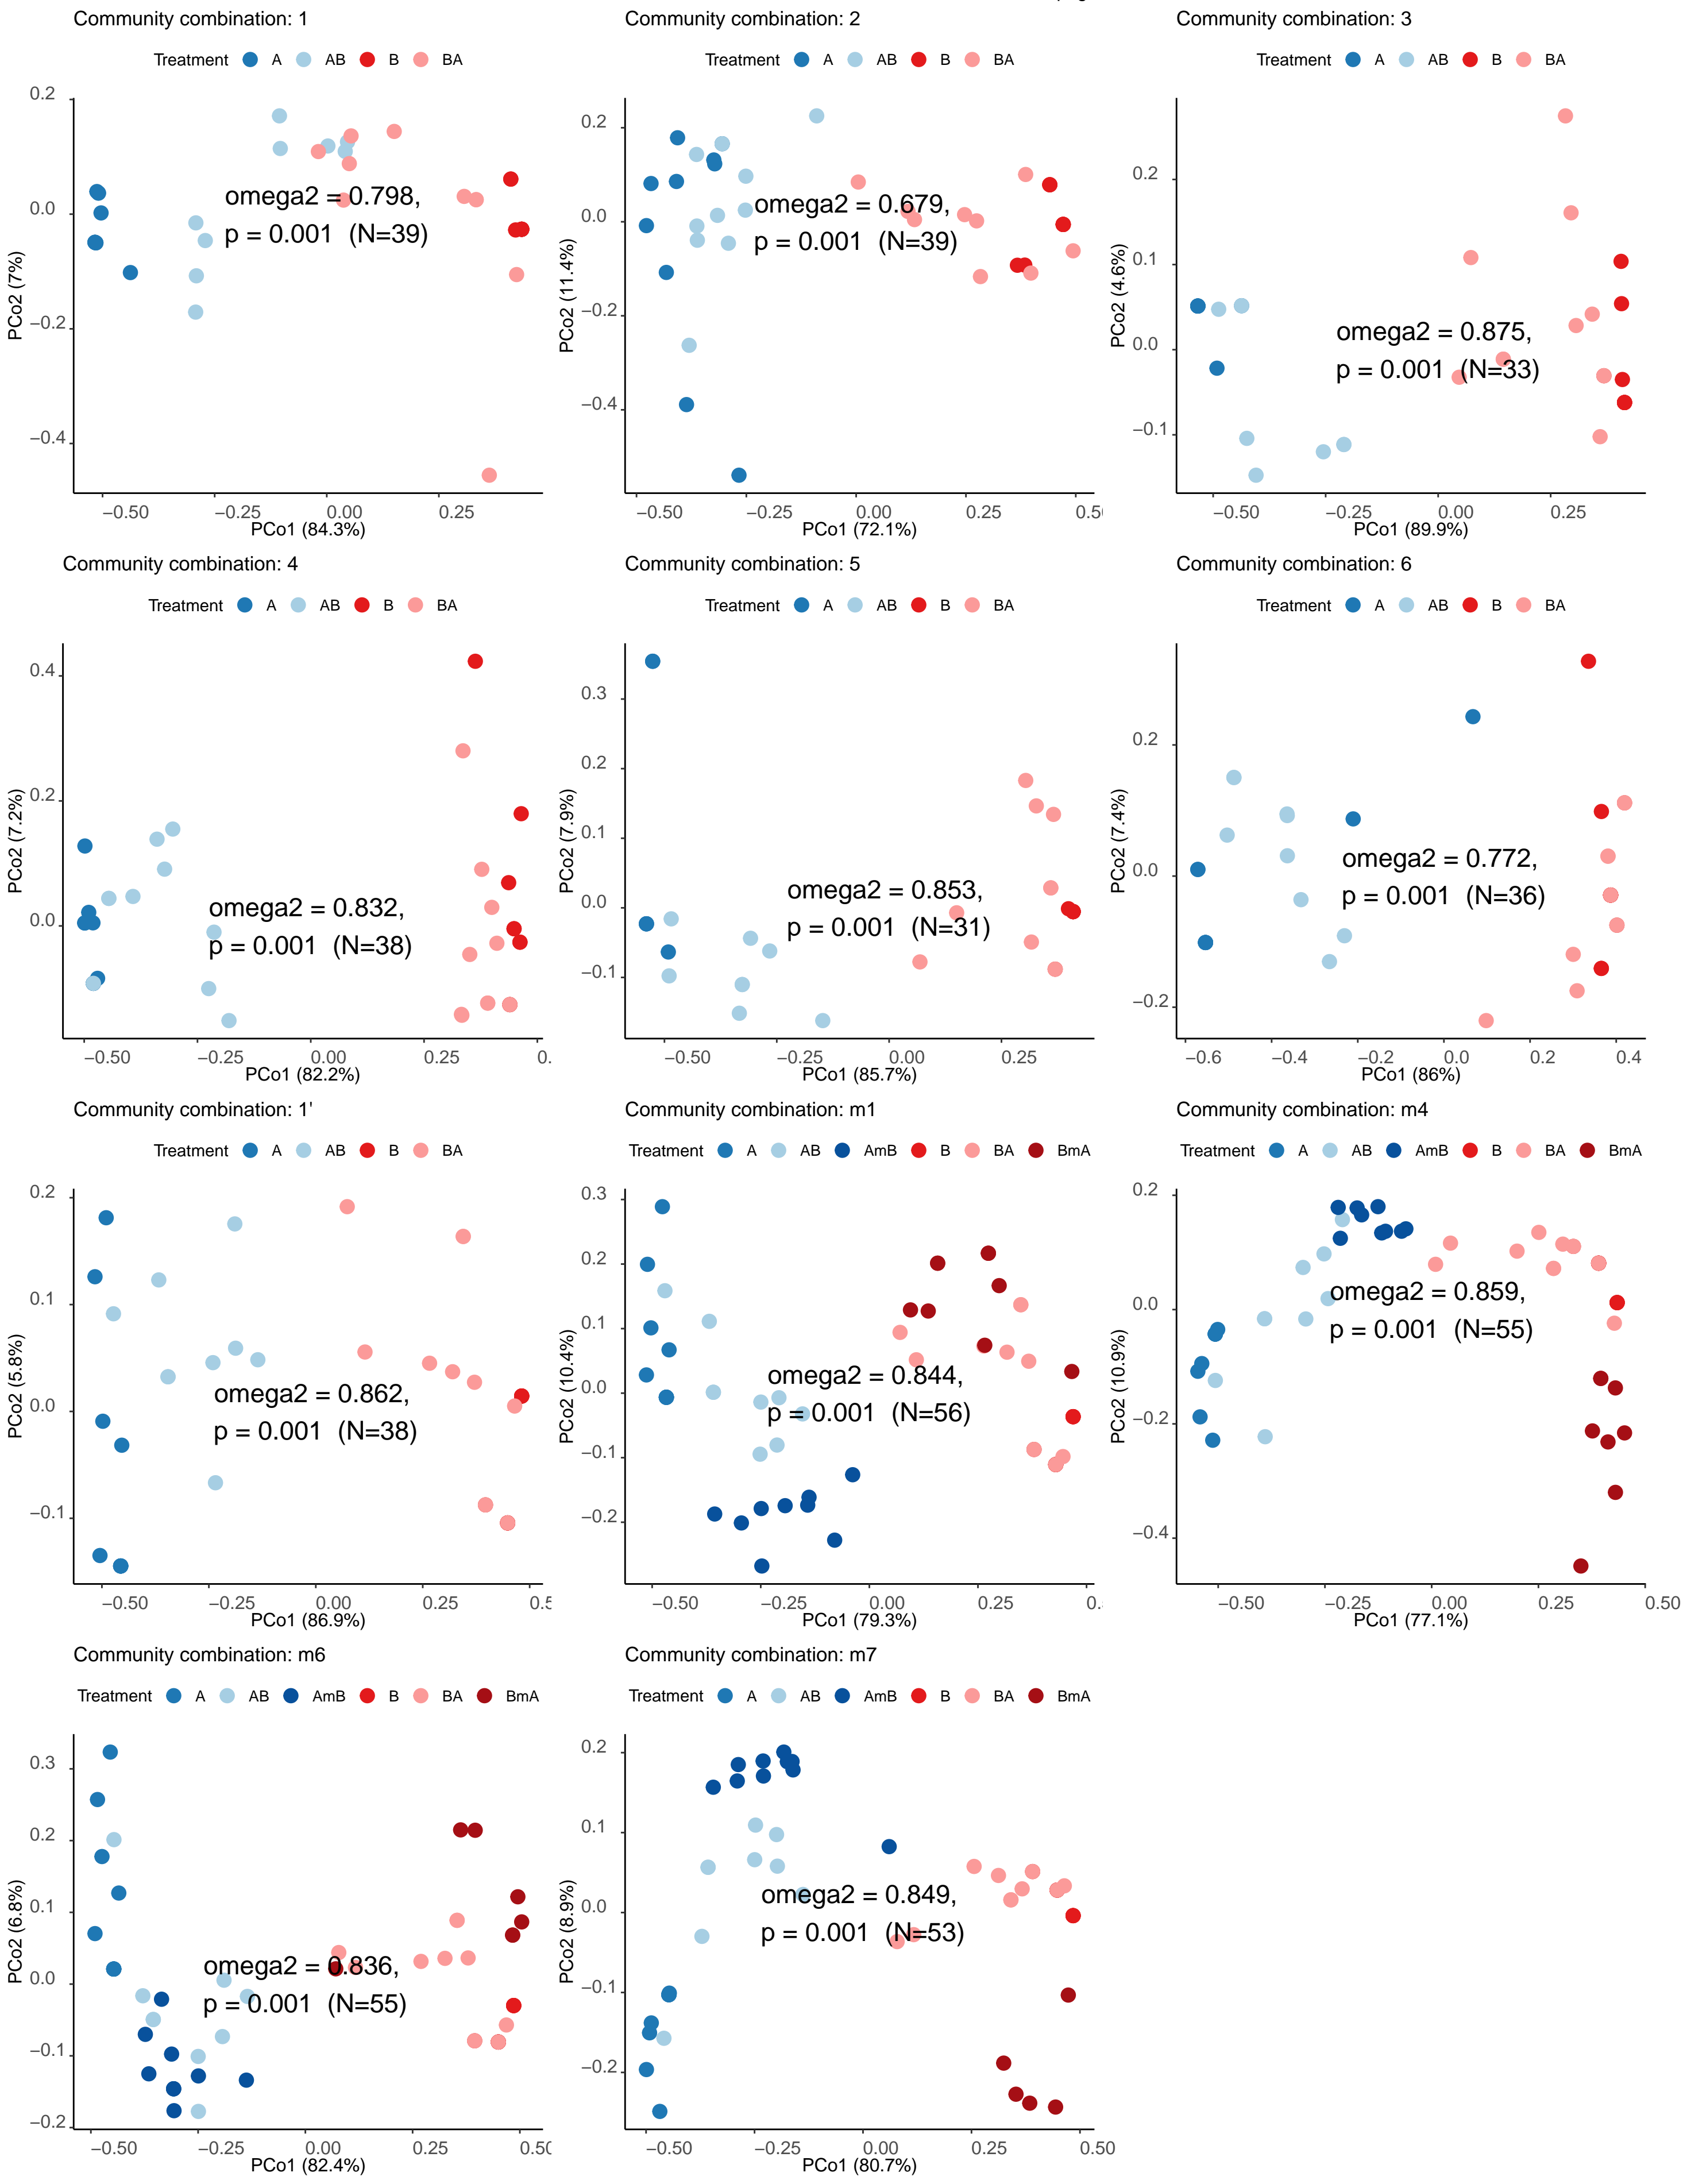 Community combination: 1
Treatment A AB B BA
0.2
0.0
−0.2
−0.4
PCo2 (7%)
omega2 = 0.798,
p = 0.001 (N=39)
−0.50 −0.25 0.00 0.25
PCo1 (84.3%)
Community combination: 2
Treatment A AB B BA
0.2
0.0
−0.2
−0.4
PCo2 (11.4%)
omega2 = 0.679,
p = 0.001 (N=39)
−0.50 −0.25 0.00 0.25
PCo1 (72.1%)
Community combination: 3
Treatment A AB B BA
0.2
0.1
0.0
−0.1
PCo2 (4.6%)
omega2 = 0.875,
p = 0.001 (N=33)
−0.50 −0.25 0.00 0.25
PCo1 (89.9%)
Community combination: 4
Treatment A AB B BA
0.4
0.2
0.0
PCo2 (7.2%)
omega2 = 0.832,
p = 0.001 (N=38)
−0.50 −0.25 0.00 0.25 0.
PCo1 (82.2%)
Community combination: 5
Treatment A AB B BA
0.3
0.2
0.1
0.0
−0.1
PCo2 (7.9%)
omega2 = 0.853,
p = 0.001 (N=31)
−0.50 −0.25 0.00 0.25
PCo1 (85.7%)
Community combination: 6
Treatment A AB B BA
0.2
0.0
−0.2
PCo2 (7.4%)
omega2 = 0.772,
p = 0.001 (N=36)
−0.6 −0.4 −0.2 0.0 0.2 0.4
PCo1 (86%)
Community combination: 1'
Treatment A AB B BA
0.2
0.1
0.0
−0.1
PCo2 (5.8%)
omega2 = 0.862,
p = 0.001 (N=38)
−0.50 −0.25 0.00 0.25
PCo1 (86.9%)
Community combination: m1
Treatment A AB AmB B BA BmA
0.3
0.2
0.1
0.0
−0.1
−0.2
PCo2 (10.4%)
omega2 = 0.844,
p = 0.001 (N=56)
−0.50 −0.25 0.00 0.25 0.
PCo1 (79.3%)
Community combination: m4
Treatment A AB AmB B BA BmA
0.2
0.0
−0.2
−0.4
PCo2 (10.9%)
omega2 = 0.859,
p = 0.001 (N=55)
−0.50 −0.25 0.00 0.25 0.50
PCo1 (77.1%)
Community combination: m6
Treatment A AB AmB B BA BmA
0.3
0.2
0.1
0.0
−0.1
−0.2
PCo2 (6.8%)
omega2 = 0.836,
p = 0.001 (N=55)
−0.50 −0.25 0.00 0.25
PCo1 (82.4%)
Community combination: m7
Treatment A AB AmB B BA BmA
0.2
0.1
0.0
−0.1
−0.2
PCo2 (8.9%)
omega2 = 0.849,
p = 0.001 (N=53)
−0.50 −0.25 0.00 0.25 0.50
PCo1 (80.7%)